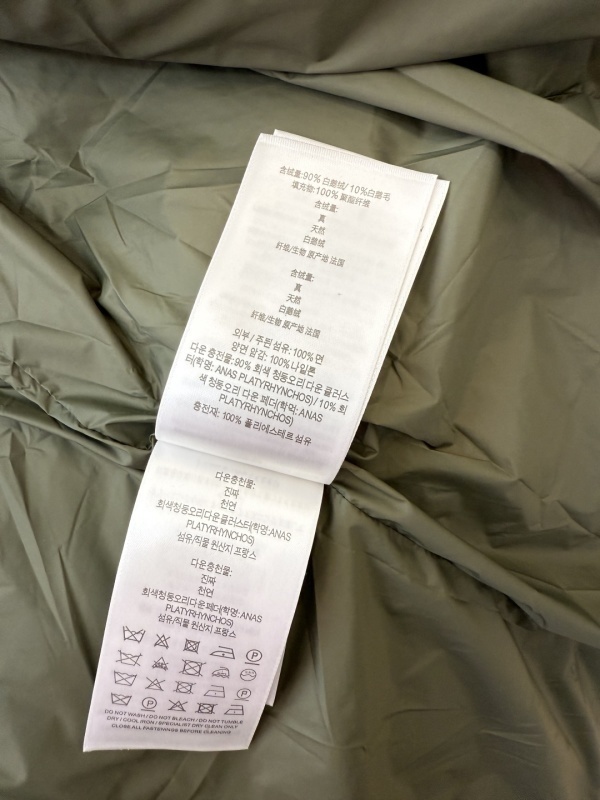 含绒量:90% 白鹅绒/ 10%白鹅毛
填充物:100% 聚酯纤维
含绒量:
真
天然
白鹅绒
纤维/生物 原产地 法国
含绒量:
真
天然
白鹅绒
纤维/生物 原产地 法国
외부 / 주된 섬유: 100% 면
양면 암감: 100% 나일론
다운 충전물: 90% 회색 청둥오리 다운 클러스
터(학명: ANAS PLATYRHYNCHOS) / 10% 회
색 청둥오리 다운 페더(학명: ANAS
PLATYRHYNCHOS)
충전재: 100% 폴리에스테르 섬유
다운충전물:
진짜
천연
회색청둥오리다운클러스터(학명:ANAS
PLATYRHYNCHOS)
섬유/직물 원산지 프랑스
다운충전물:
진짜
천연
회색청둥오리다운페더(학명:ANAS
PLATYRHYNCHOS)
섬유/직물 원산지 프랑스
P
P
P
P
DO NOT WASH / DO NOT BLEACH / DO NOT TUMBLE
DRY / COOL IRON / SPECIALIST DRY CLEAN ONLY
CLOSE ALL FASTENINGS BEFORE CLEANING